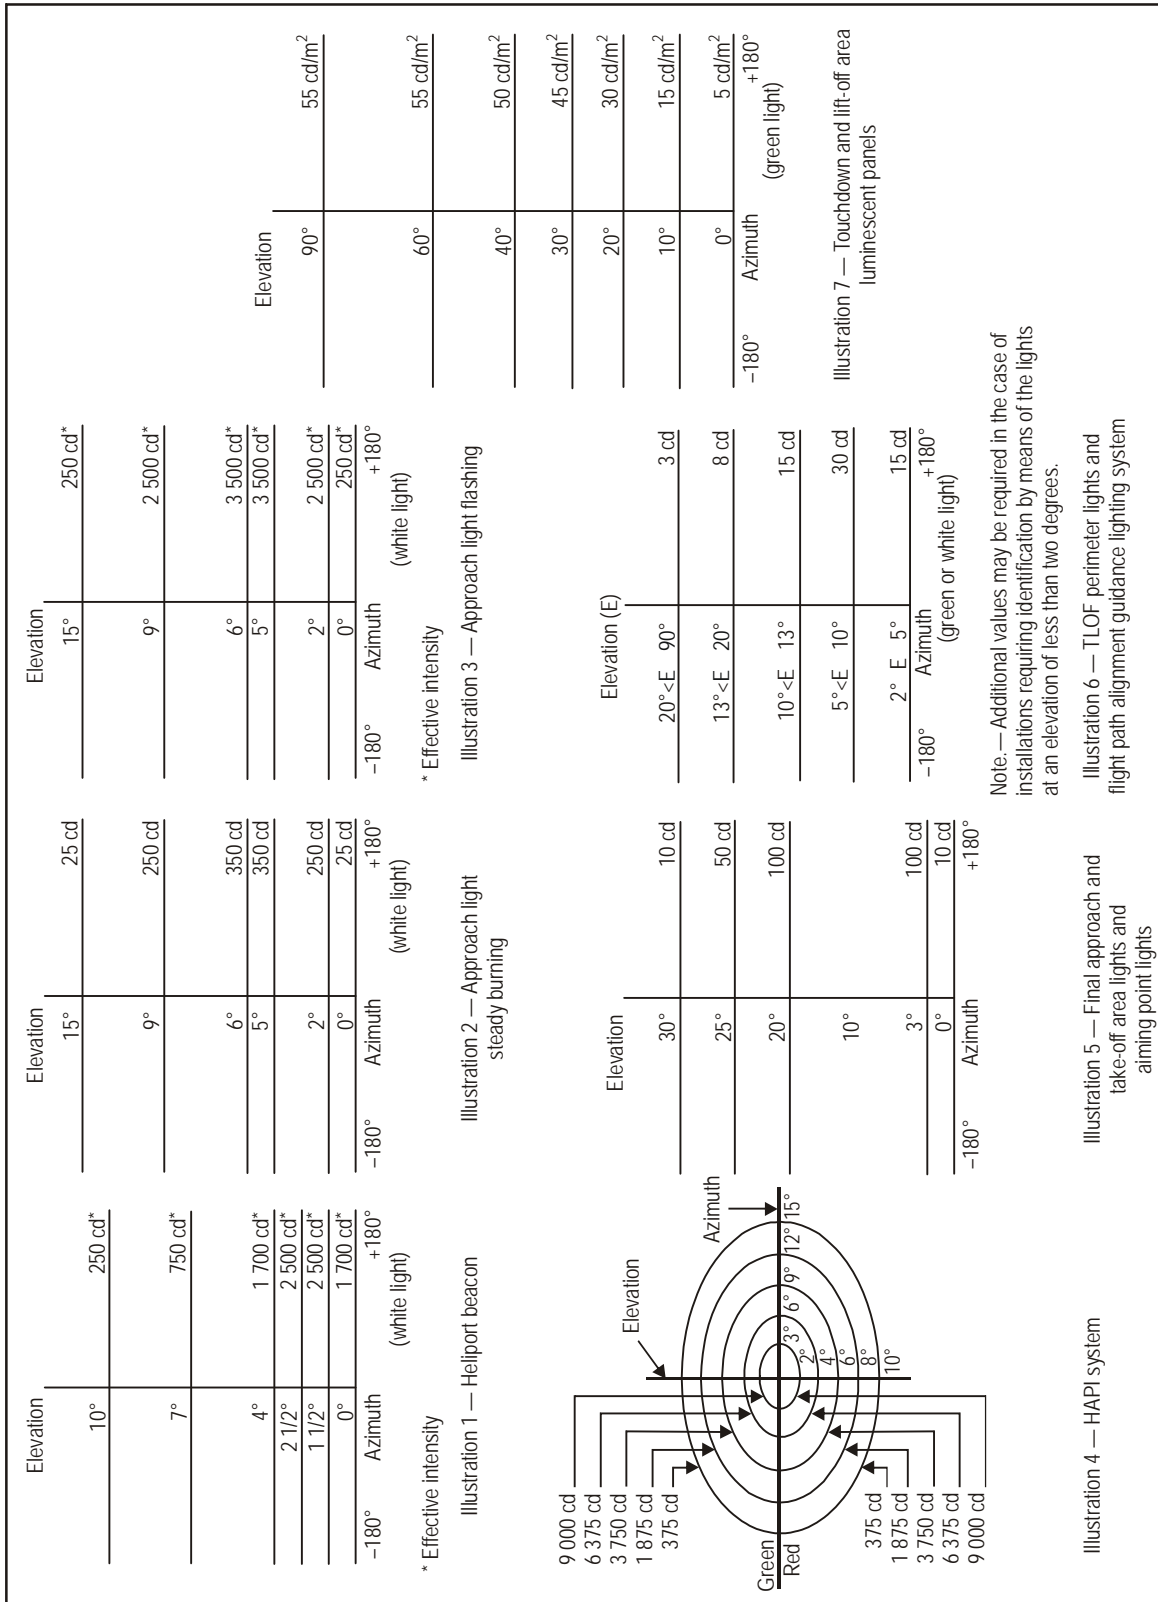 Elevation
10° 250 cd*
7° 750 cd*
4° 1 700 cd*
2 1/2° 2 500 cd*
1 1/2° 2 500 cd*
0° 1 700 cd*
−180° Azimuth +180°
(white light)
* Effective intensity
Illustration 1 — Heliport beacon
Elevation
15° 25 cd
9° 250 cd
6° 350 cd
5° 350 cd
2° 250 cd
0° 25 cd
−180° Azimuth +180°
(white light)
Illustration 2 — Approach light
steady burning
Elevation
15° 250 cd*
9° 2 500 cd*
6° 3 500 cd*
5° 3 500 cd*
2° 2 500 cd*
0° 250 cd*
−180° Azimuth +180°
(white light)
* Effective intensity
Illustration 3 — Approach light flashing
9 000 cd
6 375 cd
3 750 cd
1 875 cd
375 cd
Elevation
Azimuth
Green
Red
3° 6° 9° 12° 15°
2°
4°
6°
8°
10°
375 cd
1 875 cd
3 750 cd
6 375 cd
9 000 cd
Illustration 4 — HAPI system
Elevation
30° 10 cd
25° 50 cd
20° 100 cd
10°
3° 100 cd
0° 10 cd
−180° Azimuth +180°
Illustration 5 — Final approach and
take-off area lights and
aiming point lights
Elevation (E)
20°<E 90° 3 cd
13°<E 20° 8 cd
10°<E 13° 15 cd
5°<E 10° 30 cd
2° E 5° 15 cd
−180° Azimuth +180°
(green or white light)
Note.— Additional values may be required in the case of
installations requiring identification by means of the lights
at an elevation of less than two degrees.
Illustration 6 — TLOF perimeter lights and
flight path alignment guidance lighting system
Elevation
90° 55 cd/m²
60° 55 cd/m²
40° 50 cd/m²
30° 45 cd/m²
20° 30 cd/m²
10° 15 cd/m²
0° 5 cd/m²
−180° Azimuth +180°
(green light)
Illustration 7 — Touchdown and lift-off area
luminescent panels